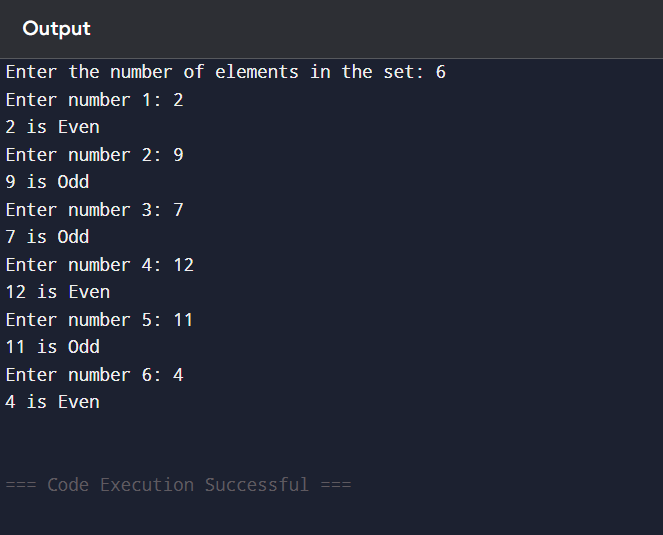 Output
Enter the number of elements in the set: 6
Enter number 1: 2
2 is Even
Enter number 2: 9
9 is Odd
Enter number 3: 7
7 is Odd
Enter number 4: 12
12 is Even
Enter number 5: 11
11 is Odd
Enter number 6: 4
4 is Even
=== Code Execution Successful ===